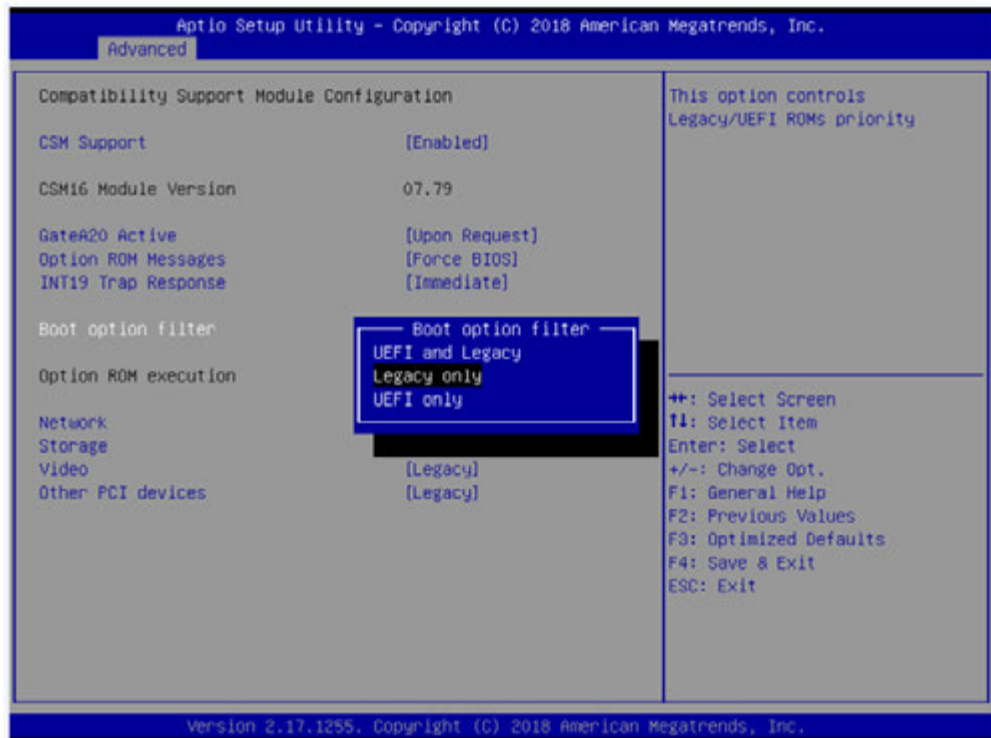 Aptio Setup Utility – Copyright (C) 2018 American Megatrends, Inc.
Advanced
Compatibility Support Module Configuration
CSM Support [Enabled]
CSM16 Module Version 07.79
GateA20 Active [Upon Request]
Option ROM Messages [Force BIOS]
INT19 Trap Response [Immediate]
Boot option filter
Option ROM execution
Network
Storage
Video [Legacy]
Other PCI devices [Legacy]
Boot option filter
UEFI and Legacy
Legacy only
UEFI only
This option controls
Legacy/UEFI ROMs priority
→←: Select Screen
↑↓: Select Item
Enter: Select
+/-: Change Opt.
F1: General Help
F2: Previous Values
F3: Optimized Defaults
F4: Save & Exit
ESC: Exit
Version 2.17.1255. Copyright (C) 2018 American Megatrends, Inc.